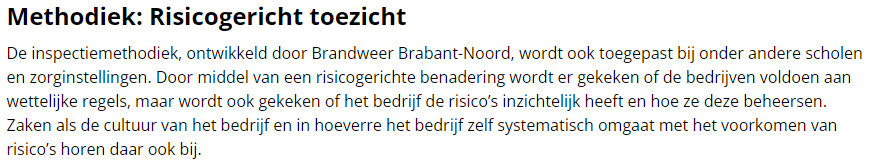 Methodiek: Risicogericht toezicht
De inspectiemethodiek, ontwikkeld door Brandweer Brabant-Noord, wordt ook toegepast bij onder andere scholen
en zorginstellingen. Door middel van een risicogerichte benadering wordt er gekeken of de bedrijven voldoen aan
wettelijke regels, maar wordt ook gekeken of het bedrijf de risico’s inzichtelijk heeft en hoe ze deze beheersen.
Zaken als de cultuur van het bedrijf en in hoeverre het bedrijf zelf systematisch omgaat met het voorkomen van
risico’s horen daar ook bij.